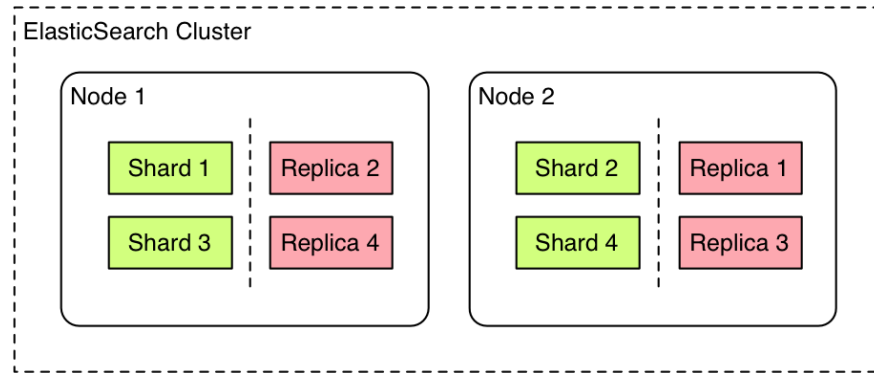 ElasticSearch Cluster
Node 1
Shard 1
Replica 2
Shard 3
Replica 4
Node 2
Shard 2
Replica 1
Shard 4
Replica 3